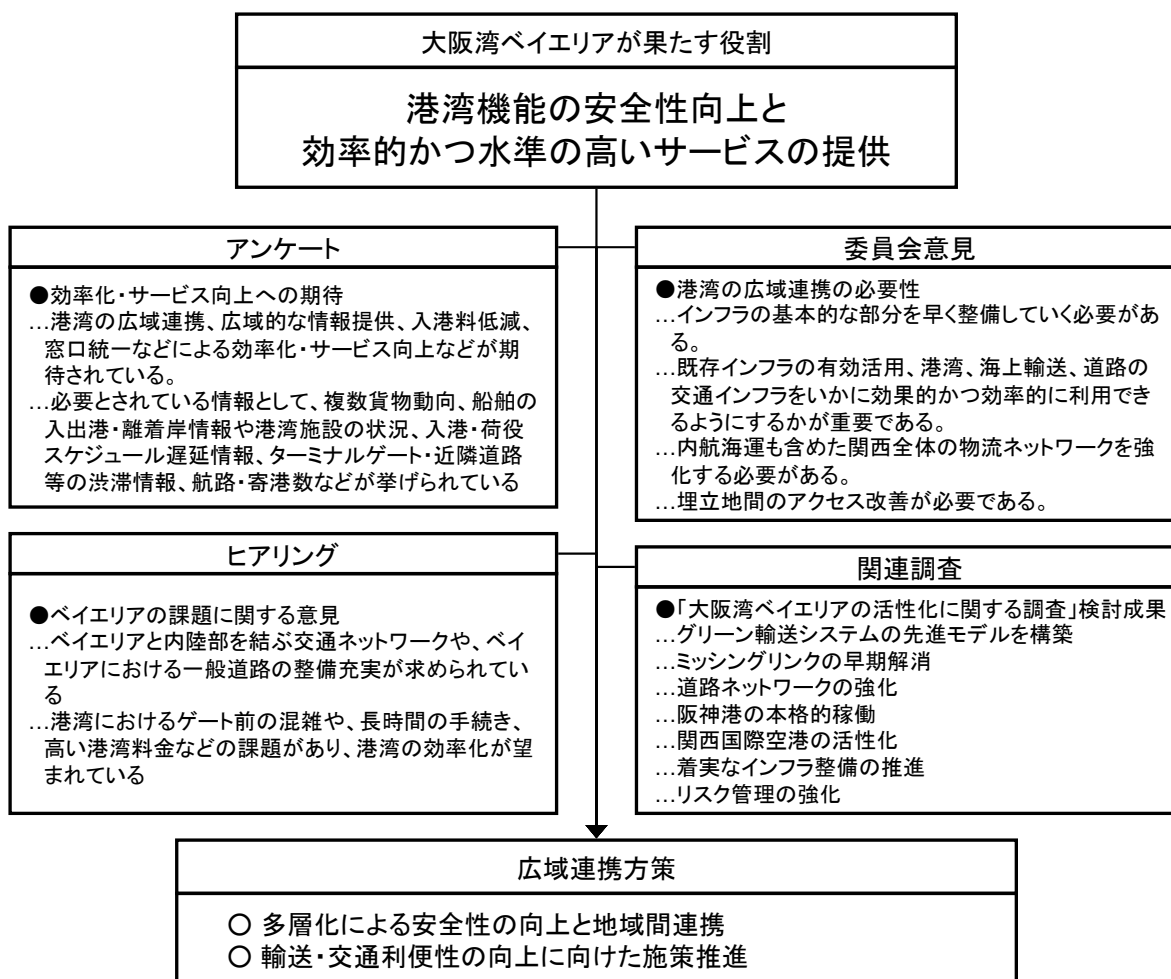 大阪湾ベイエリアが果たす役割
港湾機能の安全性向上と
効率的かつ水準の高いサービスの提供
アンケート
●効率化・サービス向上への期待
…港湾の広域連携、広域的な情報提供、入港料低減、
窓口統一などによる効率化・サービス向上などが期
待されている。
…必要とされている情報として、複数貨物動向、船舶の
入出港・離着岸情報や港湾施設の状況、入港・荷役
スケジュール遅延情報、ターミナルゲート・近隣道路
等の渋滞情報、航路・寄港数などが挙げられている
委員会意見
●港湾の広域連携の必要性
…インフラの基本的な部分を早く整備していく必要があ
る。
…既存インフラの有効活用、港湾、海上輸送、道路の
交通インフラをいかに効果的かつ効率的に利用でき
るようにするかが重要である。
…内航海運も含めた関西全体の物流ネットワークを強
化する必要がある。
…埋立地間のアクセス改善が必要である。
ヒアリング
●ベイエリアの課題に関する意見
…ベイエリアと内陸部を結ぶ交通ネットワークや、ベイ
エリアにおける一般道路の整備充実が求められてい
る
…港湾におけるゲート前の混雑や、長時間の手続き、
高い港湾料金などの課題があり、港湾の効率化が望
まれている
関連調査
●「大阪湾ベイエリアの活性化に関する調査」検討成果
…グリーン輸送システムの先進モデルを構築
…ミッシングリンクの早期解消
…道路ネットワークの強化
…阪神港の本格的稼働
…関西国際空港の活性化
…着実なインフラ整備の推進
…リスク管理の強化
広域連携方策
○ 多層化による安全性の向上と地域間連携
○ 輸送・交通利便性の向上に向けた施策推進